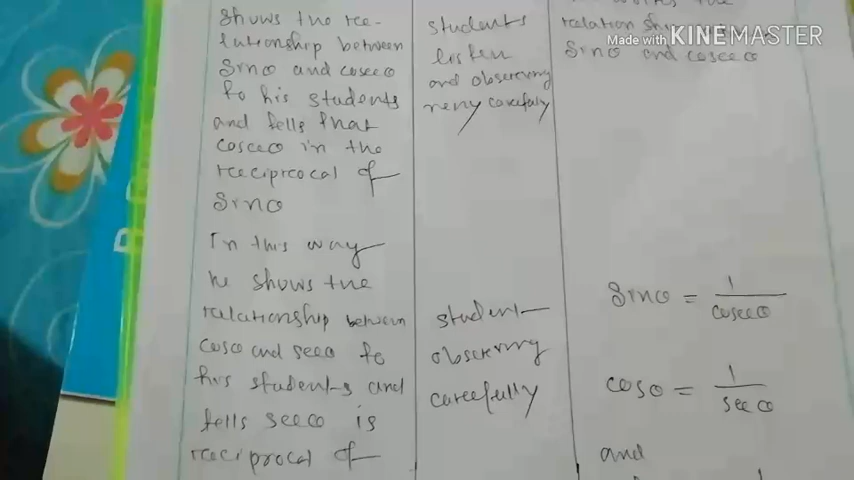 shows the re-
lationship between
Sinθ and cosecθ
to his students
and tells that
cosecθ in the
reciprocal of
Sinθ
In this way
he shows the
relationship between
cosθ and secθ to
his students and
tells secθ is
reciprocal of
students
listen
and observing
very carefully
student
observing
carefully
the
relationship
Sinθ and cosecθ
Sinθ = 1/cosecθ
cosθ = 1/secθ
and
Made with KINEMASTER